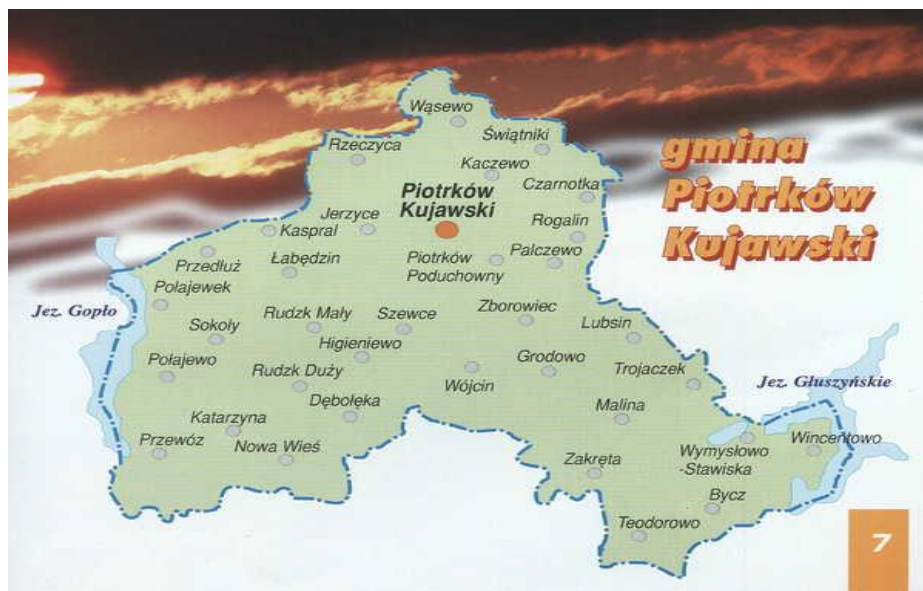 Wąsewo
Świątniki
Rzeczyca
Kaczewo
gmina
Piotrków
Kujawski
Czarnotka
Piotrków
Kujawski
Jerzyce
Rogalin
Kaspral
Przedłuż
Łabędzin
Piotrków
Poduchowny
Palczewo
Połajewek
Jez. Gopło
Rudzk Mały
Szewce
Zborowiec
Sokoły
Lubsin
Higieniewo
Połajewo
Rudzk Duży
Grodowo
Trojaczek
Wójcin
Jez. Głuszyńskie
Dębołęka
Malina
Katarzyna
Przewóz
Nowa Wieś
Wymysłowo
-Stawiska
Wincentowo
Zakręta
Bycz
Teodorowo
7